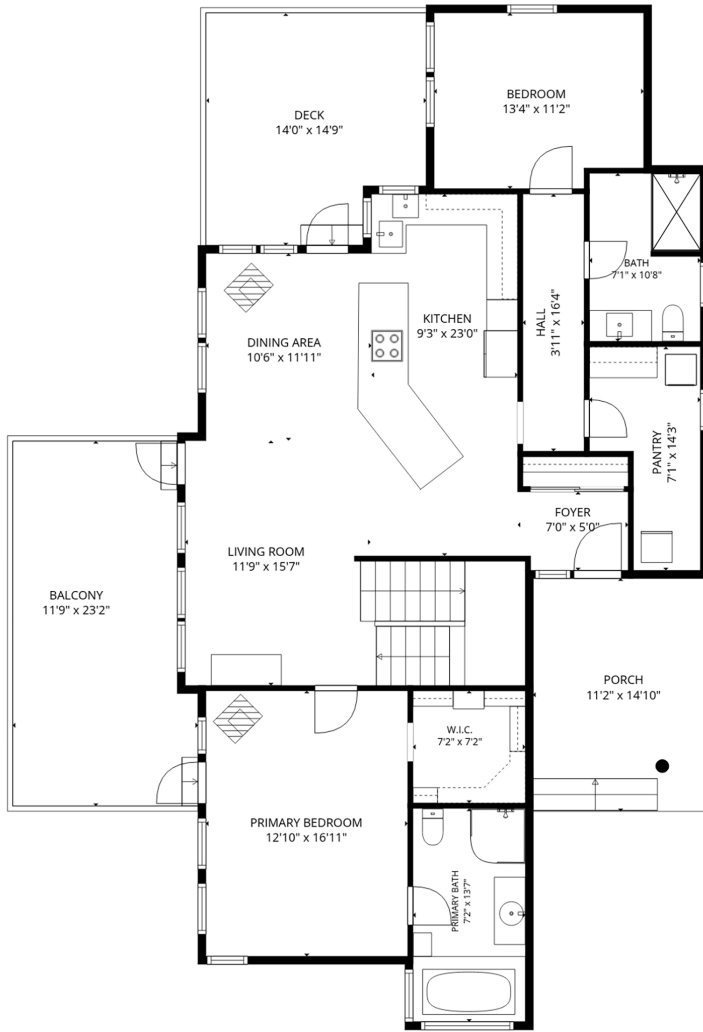 BEDROOM
13'4" x 11'2"
DECK
14'0" x 14'9"
BATH
7'1" x 10'8"
KITCHEN
9'3" x 23'0"
HALL
3'11" x 16'4"
DINING AREA
10'6" x 11'11"
PANTRY
7'1" x 14'3"
FOYER
7'0" x 5'0"
LIVING ROOM
11'9" x 15'7"
BALCONY
11'9" x 23'2"
PORCH
11'2" x 14'10"
W.I.C.
7'2" x 7'2"
PRIMARY BEDROOM
12'10" x 16'11"
PRIMARY BATH
7'2" x 13'7"